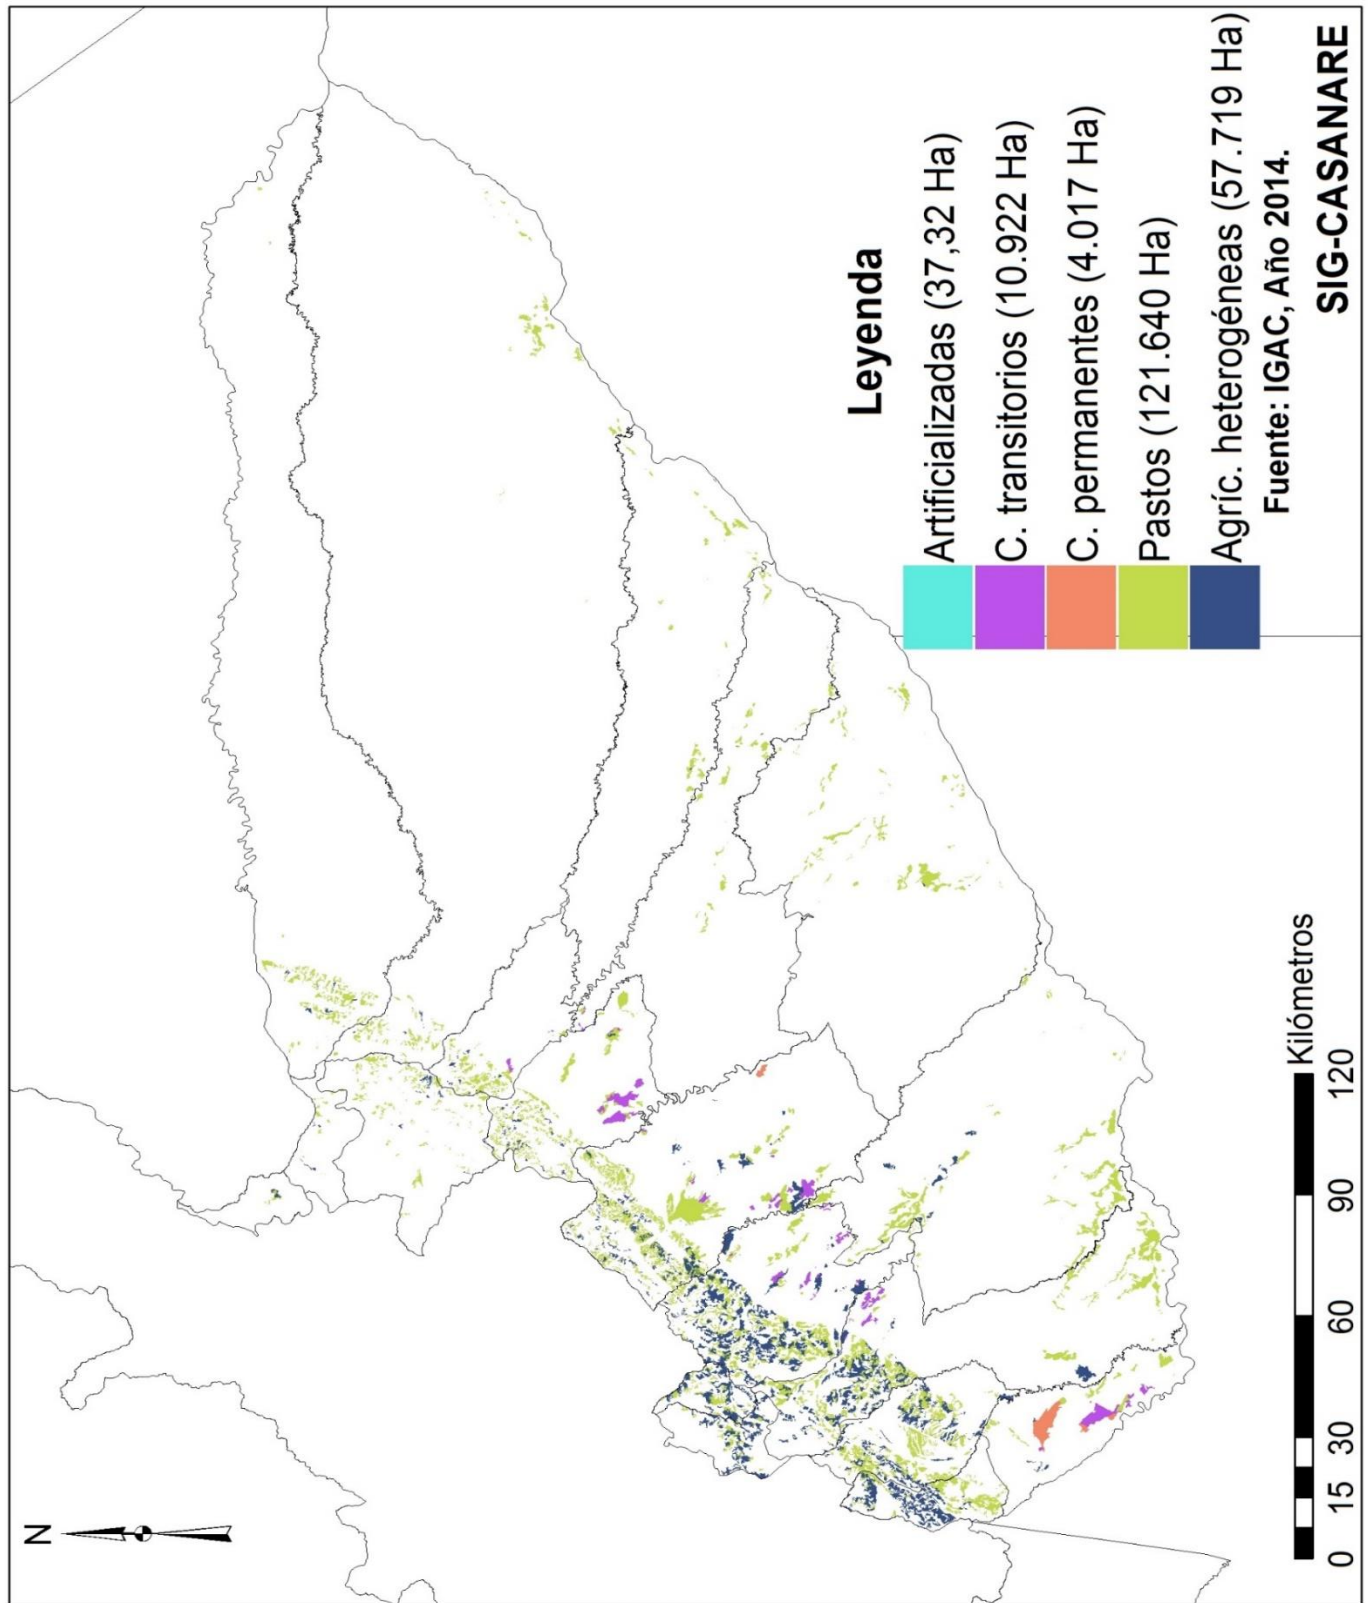 N
Leyenda
Artificializadas (37,32 Ha)
C. transitorios (10.922 Ha)
C. permanentes (4.017 Ha)
Pastos (121.640 Ha)
Agríc. heterogéneas (57.719 Ha)
Fuente: IGAC, Año 2014.
SIG-CASANARE
Kilómetros
0 15 30 60 90 120